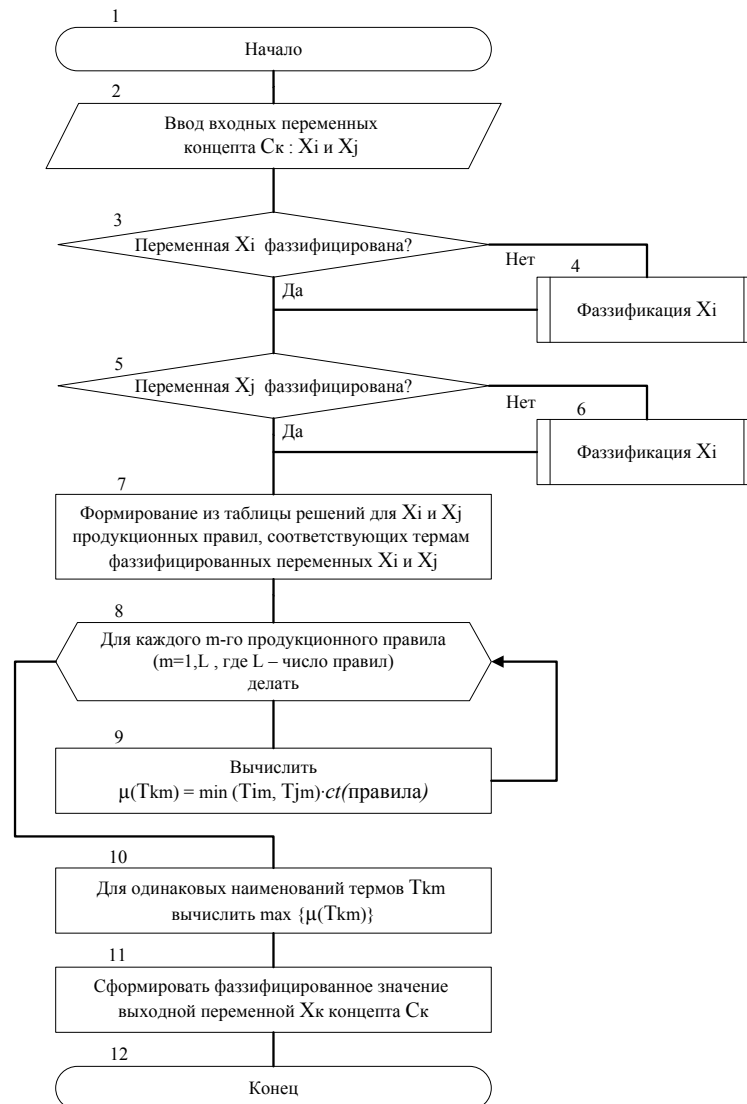 1
Начало
2
Ввод входных переменных
концепта Cк : Xi и Xj
3
Переменная Xi фаззифицирована?
Нет
4
Да
Фаззификация Xi
5
Переменная Xj фаззифицирована?
Нет
6
Да
Фаззификация Xi
7
Формирование из таблицы решений для Xi и Xj
продукционных правил, соответствующих термам
фаззифицированных переменных Xi и Xj
8
Для каждого m-го продукционного правила
(m=1,L , где L – число правил)
делать
9
Вычислить
μ(Tkm) = min (Tim, Tjm)·ct(правила)
10
Для одинаковых наименований термов Tkm
вычислить max {μ(Tkm)}
11
Сформировать фаззифицированное значение
выходной переменной Xк концепта Cк
12
Конец